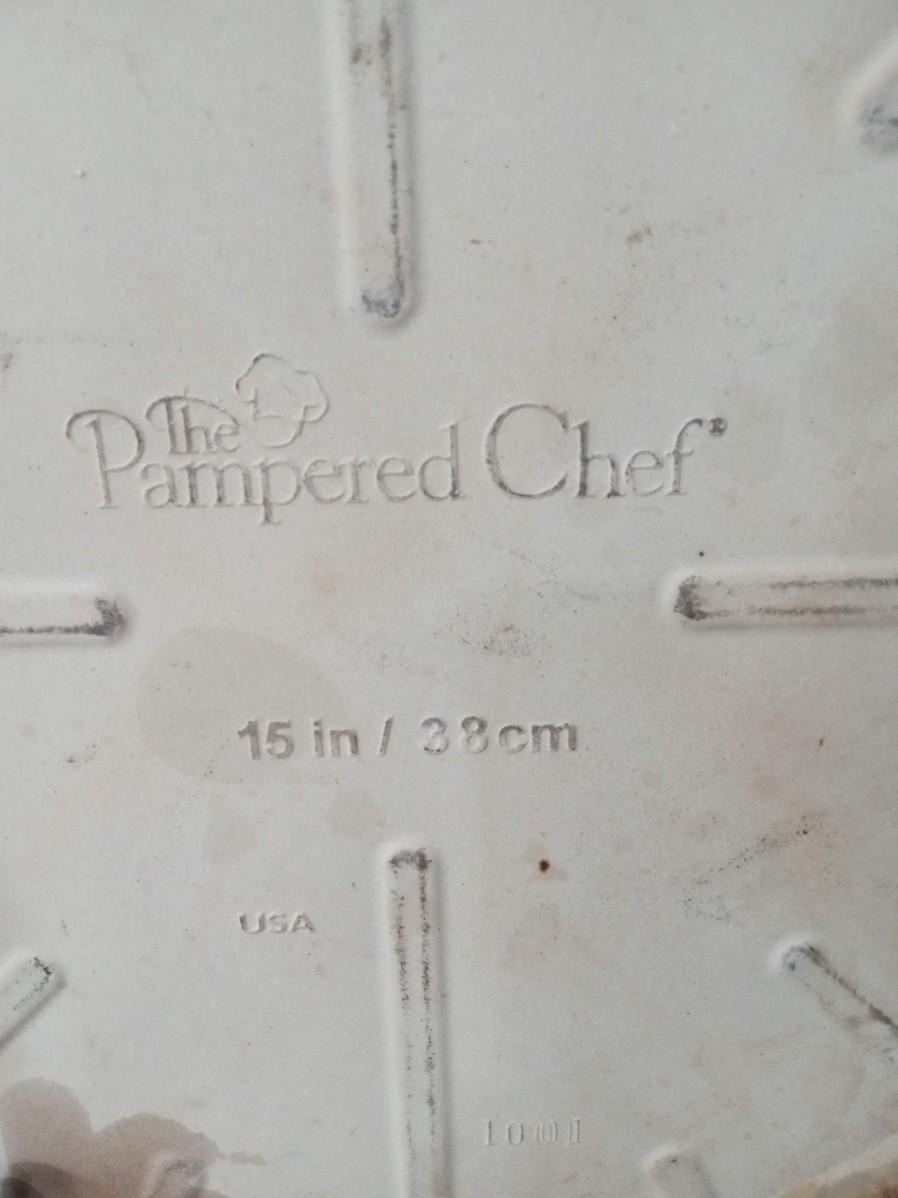 The
Pampered Chef®
15 in / 38cm
USA
1001